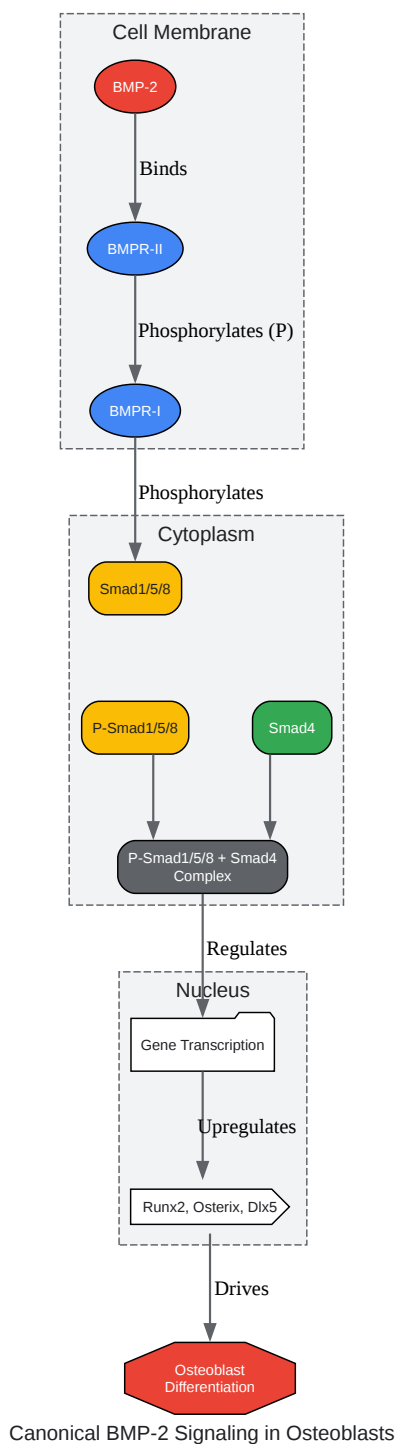 Cell Membrane
BMP-2
Binds
BMPR-II
Phosphorylates (P)
BMPR-I
Phosphorylates
Cytoplasm
Smad1/5/8
P-Smad1/5/8
Smad4
P-Smad1/5/8 + Smad4
Complex
Regulates
Nucleus
Gene Transcription
Upregulates
Runx2, Osterix, Dlx5
Drives
Osteoblast
Differentiation
Canonical BMP-2 Signaling in Osteoblasts